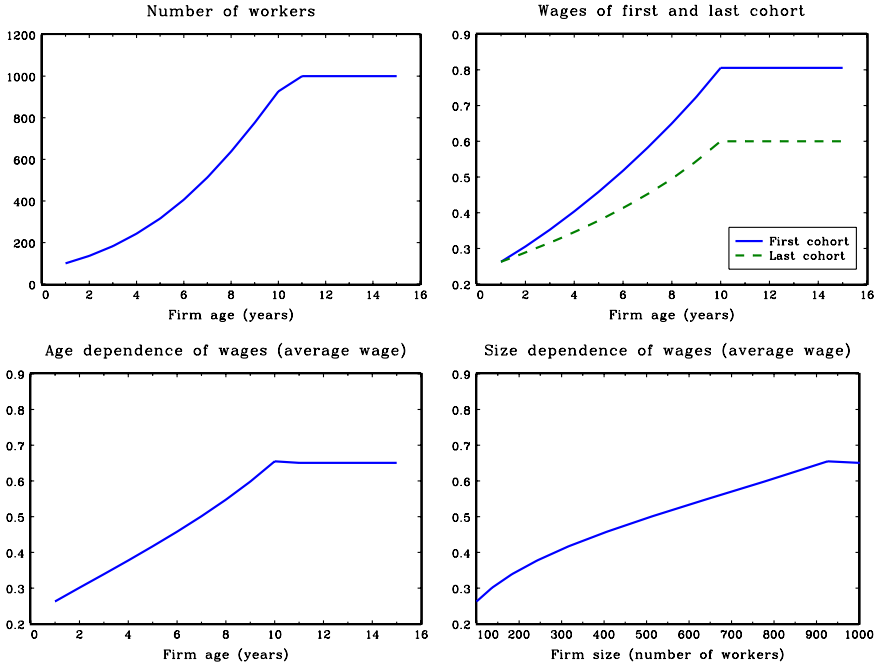 Number of workers
1200
1000
800
600
400
200
0
0 2 4 6 8 10 12 14 16
Firm age (years)
Wages of first and last cohort
0.9
0.8
0.7
0.6
0.5
0.4
0.3
0.2
0 2 4 6 8 10 12 14 16
Firm age (years)
First cohort
Last cohort
Age dependence of wages (average wage)
0.9
0.8
0.7
0.6
0.5
0.4
0.3
0.2
0 2 4 6 8 10 12 14 16
Firm age (years)
Size dependence of wages (average wage)
0.9
0.8
0.7
0.6
0.5
0.4
0.3
0.2
100 200 300 400 500 600 700 800 900 1000
Firm size (number of workers)